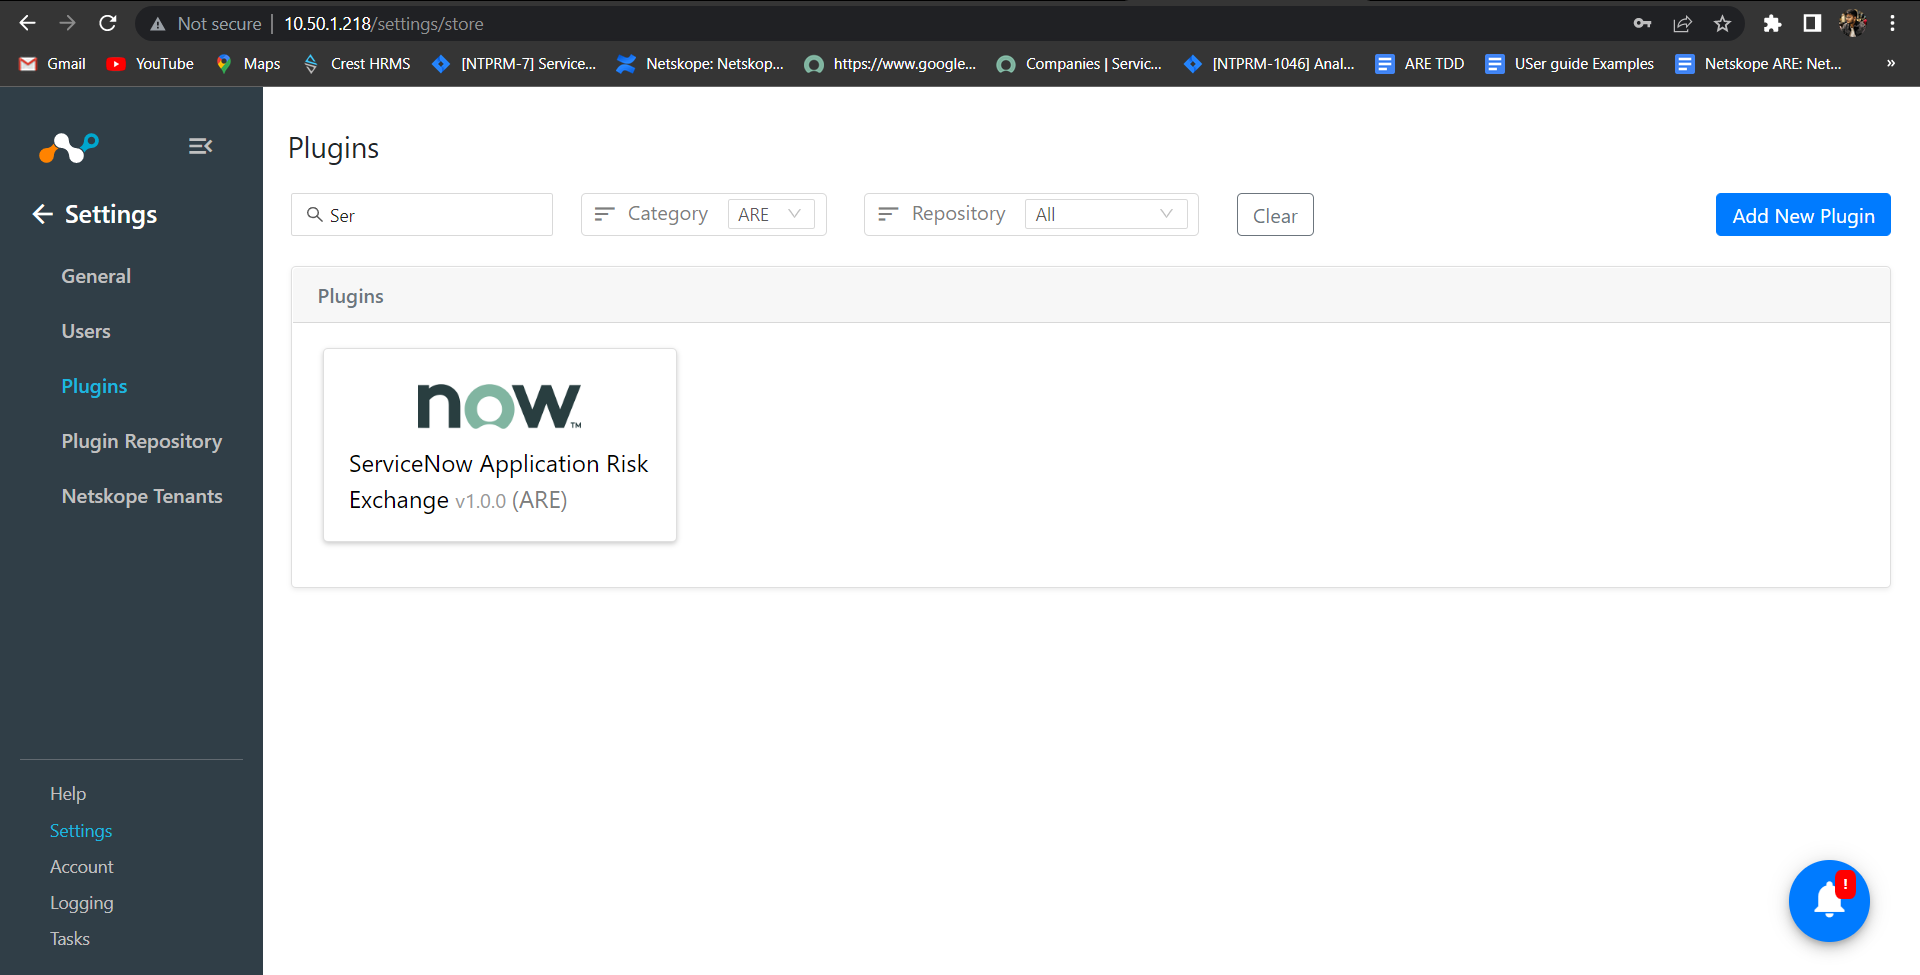 Not secure 10.50.1.218/settings/store
Gmail YouTube Maps Crest HRMS [NTPRM-7] Service... Netskope: Netskop... https://www.google... Companies | Servic... [NTPRM-1046] Anal... ARE TDD USer guide Examples Netskope ARE: Net... »
Settings
General
Users
Plugins
Plugin Repository
Netskope Tenants
Help
Settings
Account
Logging
Tasks
Plugins
Ser Category ARE Repository All Clear Add New Plugin
Plugins
now™
ServiceNow Application Risk
Exchange v1.0.0 (ARE)
!